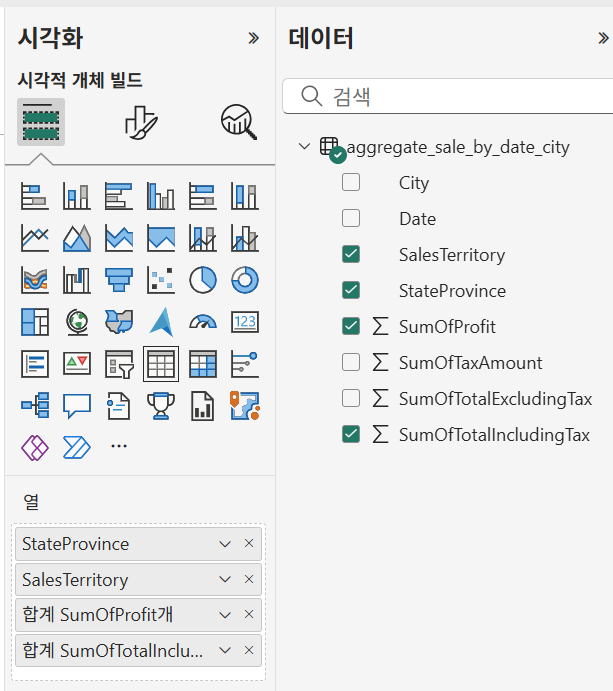 시각화
시각적 개체 빌드
123
열
StateProvince
SalesTerritory
합계 SumOfProfit개
합계 SumOfTotalInclu...
데이터
검색
aggregate_sale_by_date_city
City
Date
SalesTerritory
StateProvince
SumOfProfit
SumOfTaxAmount
SumOfTotalExcludingTax
SumOfTotalIncludingTax